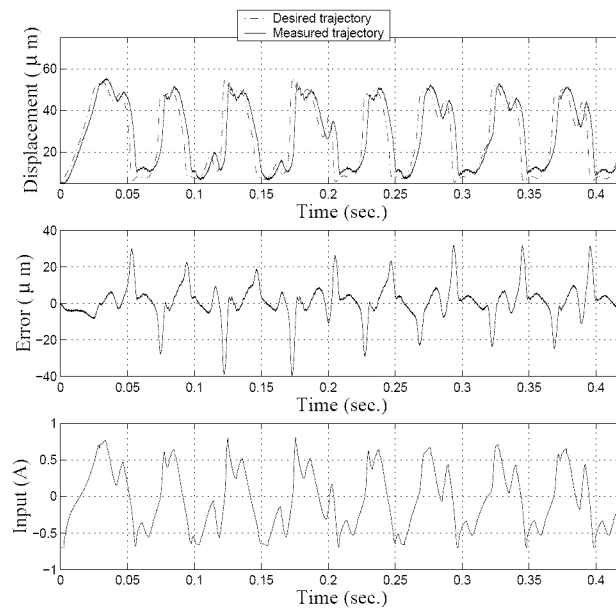 Desired trajectory
Measured trajectory
Displacement ( μ m)
60
40
20
0 0.05 0.1 0.15 0.2 0.25 0.3 0.35 0.4
Time (sec.)
Error ( μ m)
40
20
0
−20
−40
0 0.05 0.1 0.15 0.2 0.25 0.3 0.35 0.4
Time (sec.)
Input (A)
1
0.5
0
−0.5
−1
0 0.05 0.1 0.15 0.2 0.25 0.3 0.35 0.4
Time (sec.)